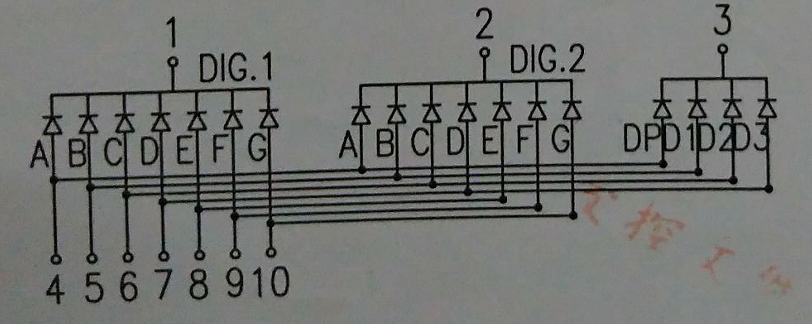 1 2 3
DIG.1 DIG.2
A B C D E F G A B C D E F G DP D1 D2 D3
4 5 6 7 8 9 10